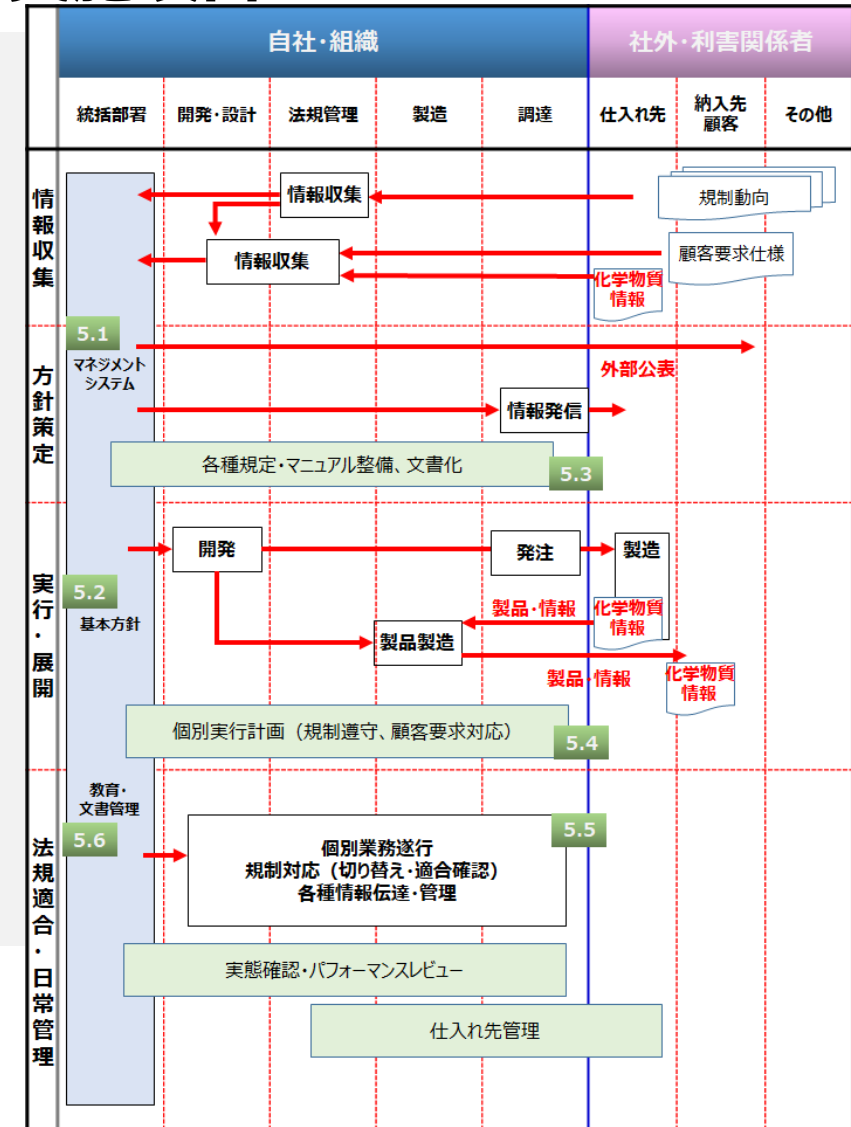 自社・組織
社外・利害関係者
統括部署
開発・設計
法規管理
製造
調達
仕入れ先
納入先
顧客
その他
情報収集
情報収集
規制動向
情報収集
顧客要求仕様
化学物質
情報
方針策定
5.1
マネジメント
システム
外部公表
情報発信
各種規定・マニュアル整備、文書化
5.3
実行・展開
開発
発注
製造
5.2
基本方針
製品・情報
化学物質
情報
製品製造
製品・情報
化学物質
情報
個別実行計画（規制遵守、顧客要求対応）
5.4
法規適合・日常管理
教育・
文書管理
5.6
5.5
個別業務遂行
規制対応（切り替え・適合確認）
各種情報伝達・管理
実態確認・パフォーマンスレビュー
仕入れ先管理